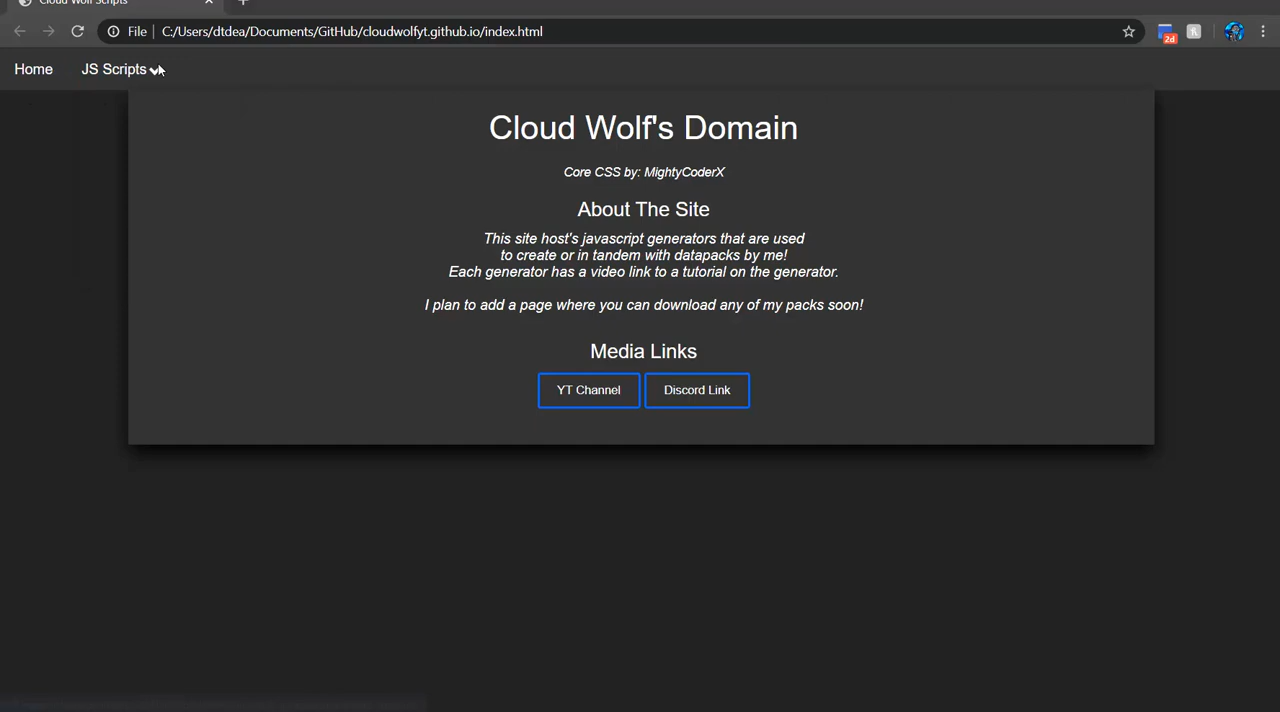 Cloud Wolf Scripts
File
C:/Users/dtdea/Documents/GitHub/cloudwolfyt.github.io/index.html
2d
Home
JS Scripts
Cloud Wolf's Domain
Core CSS by: MightyCoderX
About The Site
This site host's javascript generators that are used
to create or in tandem with datapacks by me!
Each generator has a video link to a tutorial on the generator.
I plan to add a page where you can download any of my packs soon!
Media Links
YT Channel
Discord Link